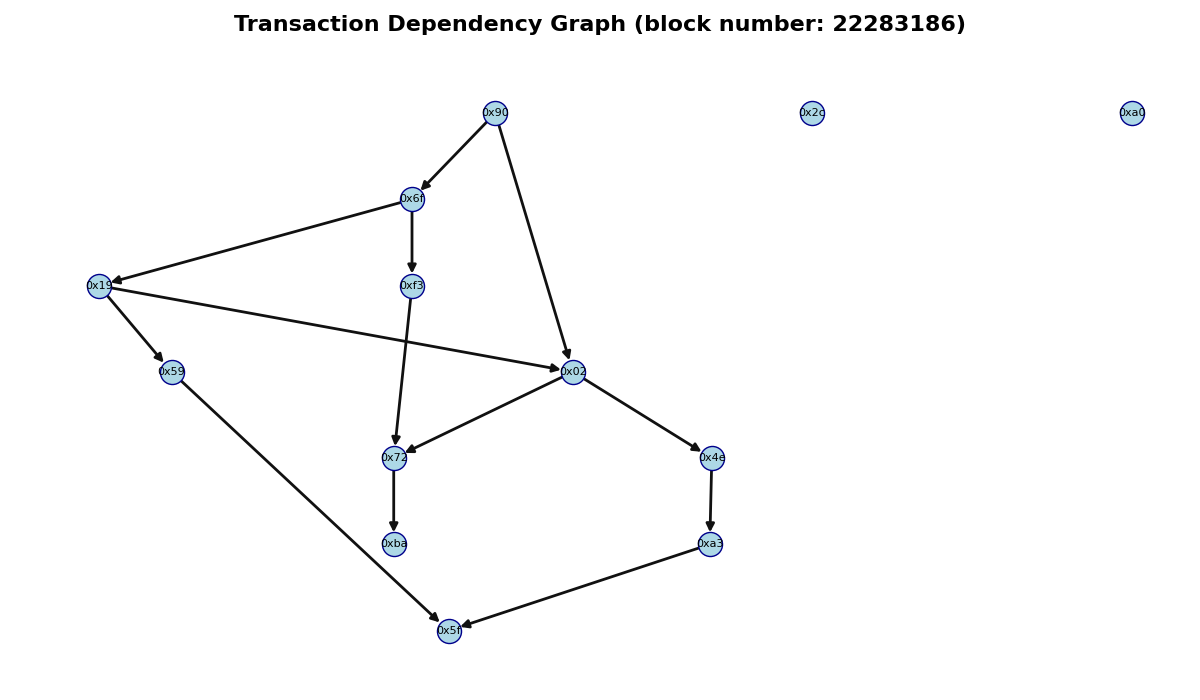 Transaction Dependency Graph (block number: 22283186)
0x90
0x2c
0xa0
0x6f
0x19
0xf3
0x59
0x02
0x72
0x4e
0xba
0xa3
0x5f